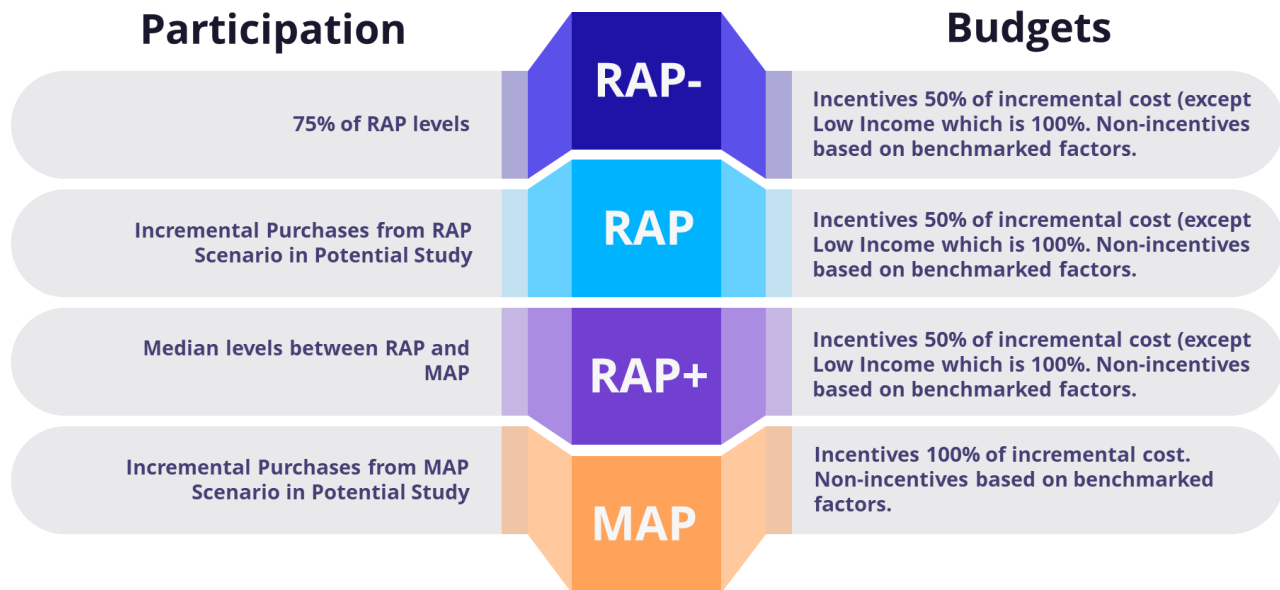 Participation
Budgets
RAP-
75% of RAP levels
Incentives 50% of incremental cost (except
Low Income which is 100%. Non-incentives
based on benchmarked factors.
Incremental Purchases from RAP
Scenario in Potential Study
RAP
Incentives 50% of incremental cost (except
Low Income which is 100%. Non-incentives
based on benchmarked factors.
Median levels between RAP and
MAP
RAP+
Incentives 50% of incremental cost (except
Low Income which is 100%. Non-incentives
based on benchmarked factors.
Incremental Purchases from MAP
Scenario in Potential Study
MAP
Incentives 100% of incremental cost.
Non-incentives based on benchmarked
factors.